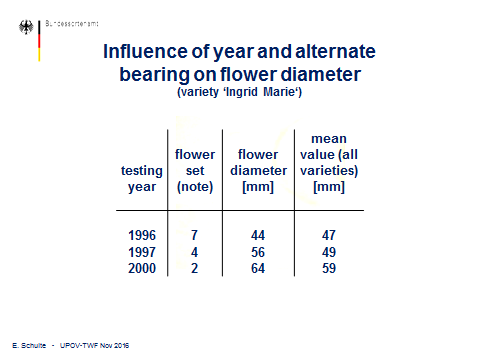 Bundessortenamt
Influence of year and alternate
bearing on flower diameter
(variety ‘Ingrid Marie‘)
testing year | flower set (note) | flower diameter [mm] | mean value (all varieties) [mm]
1996 7 44 47
1997 4 56 49
2000 2 64 59
E. Schulte - UPOV-TWF Nov 2016